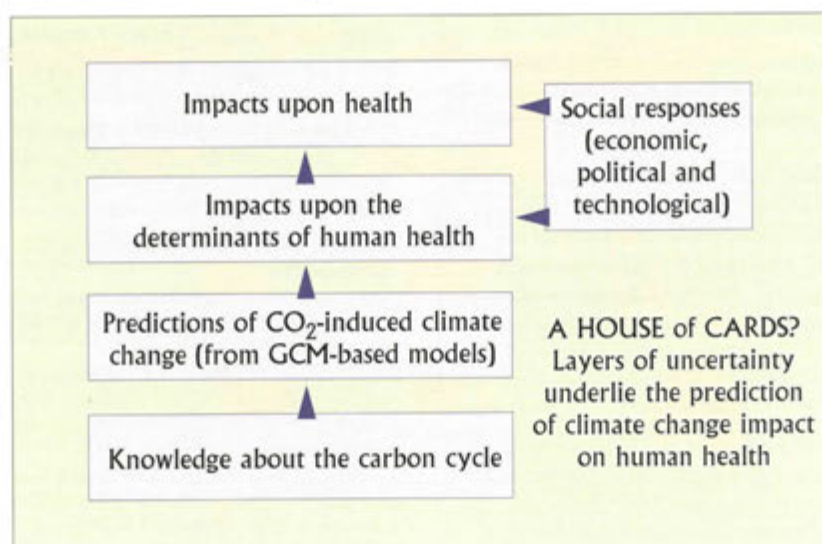 Impacts upon health
Social responses
(economic,
political and
technological)
Impacts upon the
determinants of human health
Predictions of CO₂-induced climate
change (from GCM-based models)
A HOUSE of CARDS?
Layers of uncertainty
underlie the prediction
of climate change impact
on human health
Knowledge about the carbon cycle